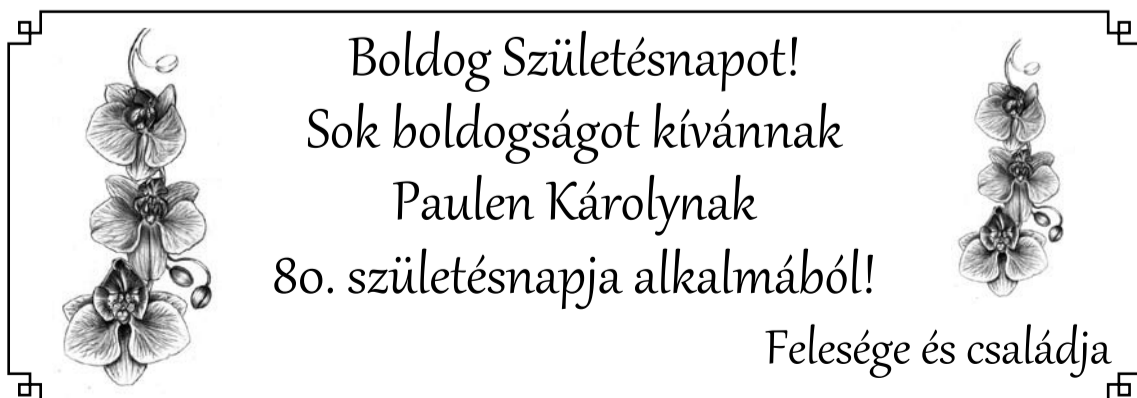 Boldog Születésnapot!
Sok boldogságot kívánnak
Paulen Károlynak
80. születésnapja alkalmából!
Felesége és családja